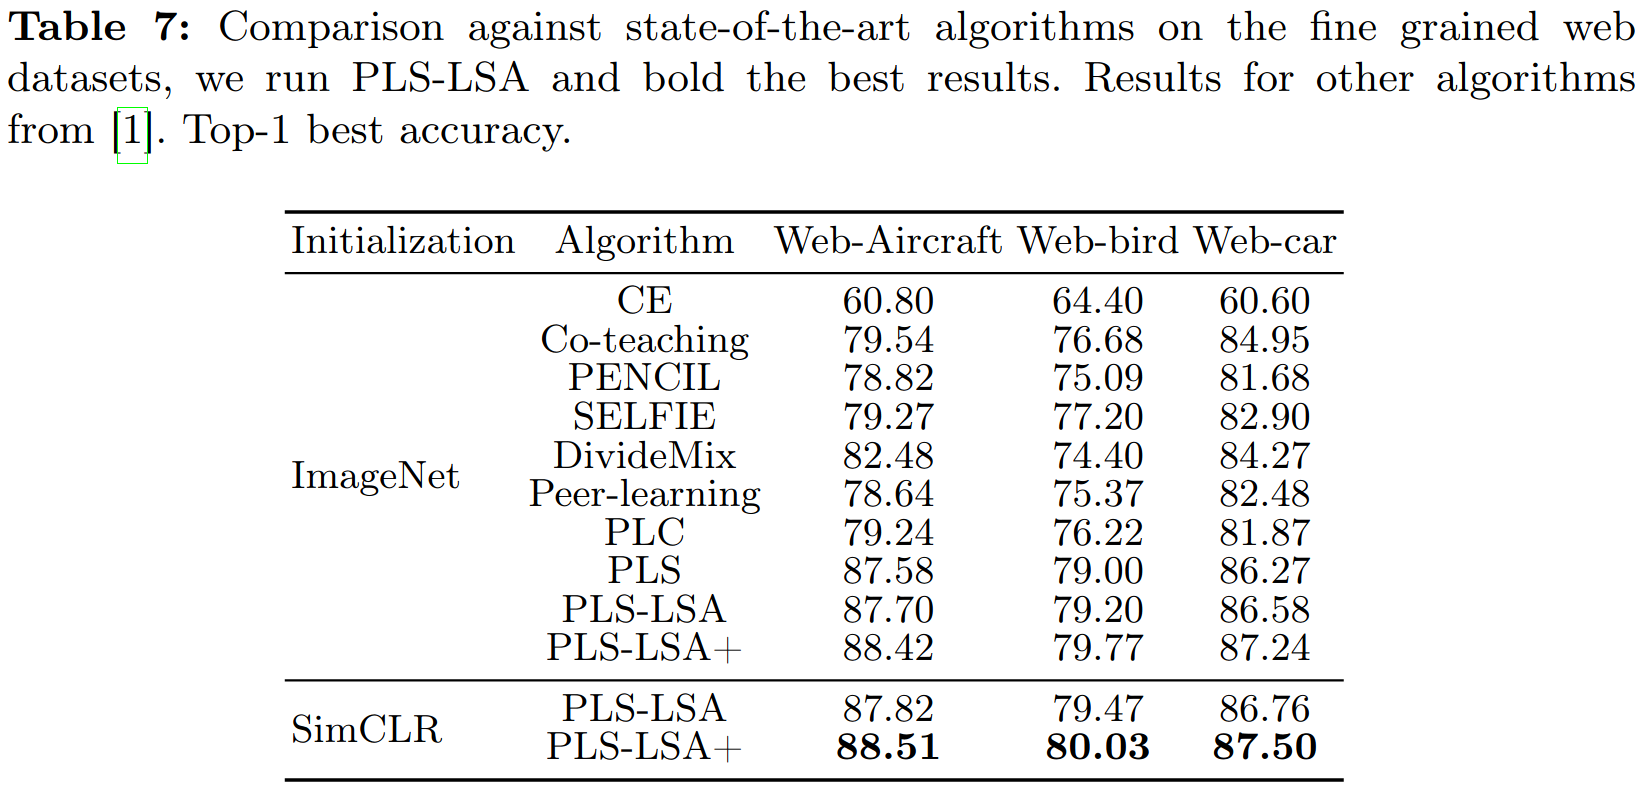 Table 7: Comparison against state-of-the-art algorithms on the fine grained web
datasets, we run PLS-LSA and bold the best results. Results for other algorithms
from [1]. Top-1 best accuracy.
Initialization Algorithm Web-Aircraft Web-bird Web-car
CE 60.80 64.40 60.60
Co-teaching 79.54 76.68 84.95
PENCIL 78.82 75.09 81.68
SELFIE 79.27 77.20 82.90
DivideMix 82.48 74.40 84.27
ImageNet
Peer-learning 78.64 75.37 82.48
PLC 79.24 76.22 81.87
PLS 87.58 79.00 86.27
PLS-LSA 87.70 79.20 86.58
PLS-LSA+ 88.42 79.77 87.24
PLS-LSA 87.82 79.47 86.76
SimCLR
PLS-LSA+ 88.51 80.03 87.50